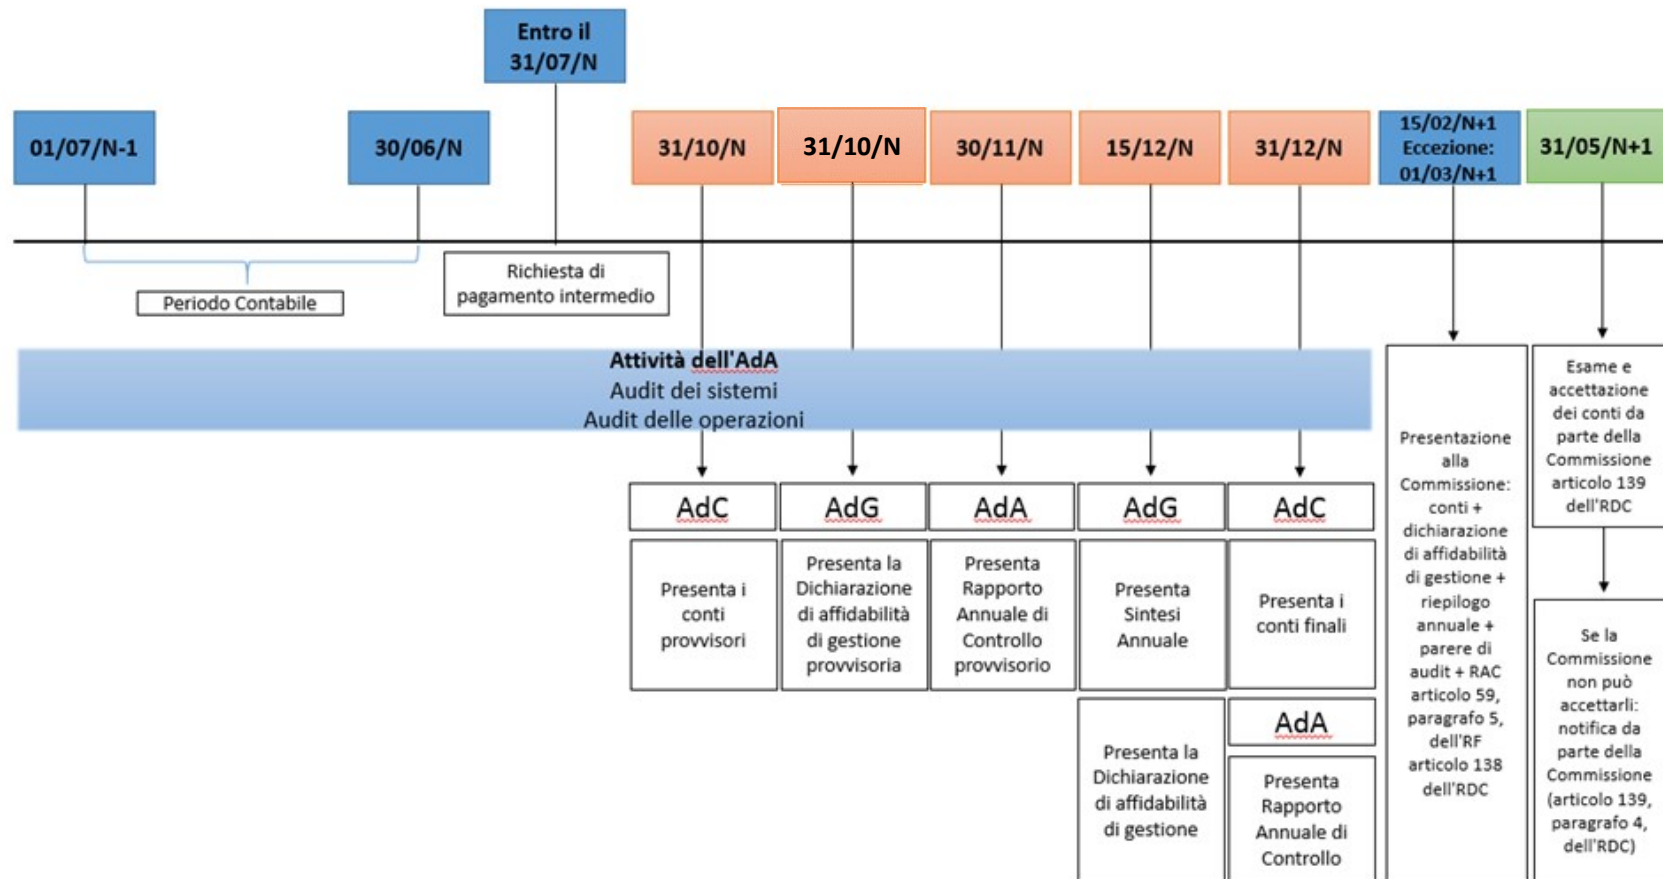 Entro il
31/07/N
01/07/N-1
30/06/N
31/10/N
31/10/N
30/11/N
15/12/N
31/12/N
15/02/N+1
Eccezione:
01/03/N+1
31/05/N+1
Periodo Contabile
Richiesta di
pagamento intermedio
Attività dell'AdA
Audit dei sistemi
Audit delle operazioni
AdC
Presenta i
conti
provvisori
AdG
Presenta la
Dichiarazione
di affidabilità
di gestione
provvisoria
AdA
Presenta
Rapporto
Annuale di
Controllo
provvisorio
AdG
Presenta
Sintesi
Annuale
Presenta la
Dichiarazione
di affidabilità
di gestione
AdC
Presenta i
conti finali
AdA
Presenta
Rapporto
Annuale di
Controllo
Presentazione
alla
Commissione:
conti +
dichiarazione
di affidabilità
di gestione +
riepilogo
annuale +
parere di
audit + RAC
articolo 59,
paragrafo 5,
dell'RF
articolo 138
dell'RDC
Esame e
accettazione
dei conti da
parte della
Commissione
articolo 139
dell'RDC
Se la
Commissione
non può
accettarli:
notifica da
parte della
Commissione
(articolo 139,
paragrafo 4,
dell'RDC)